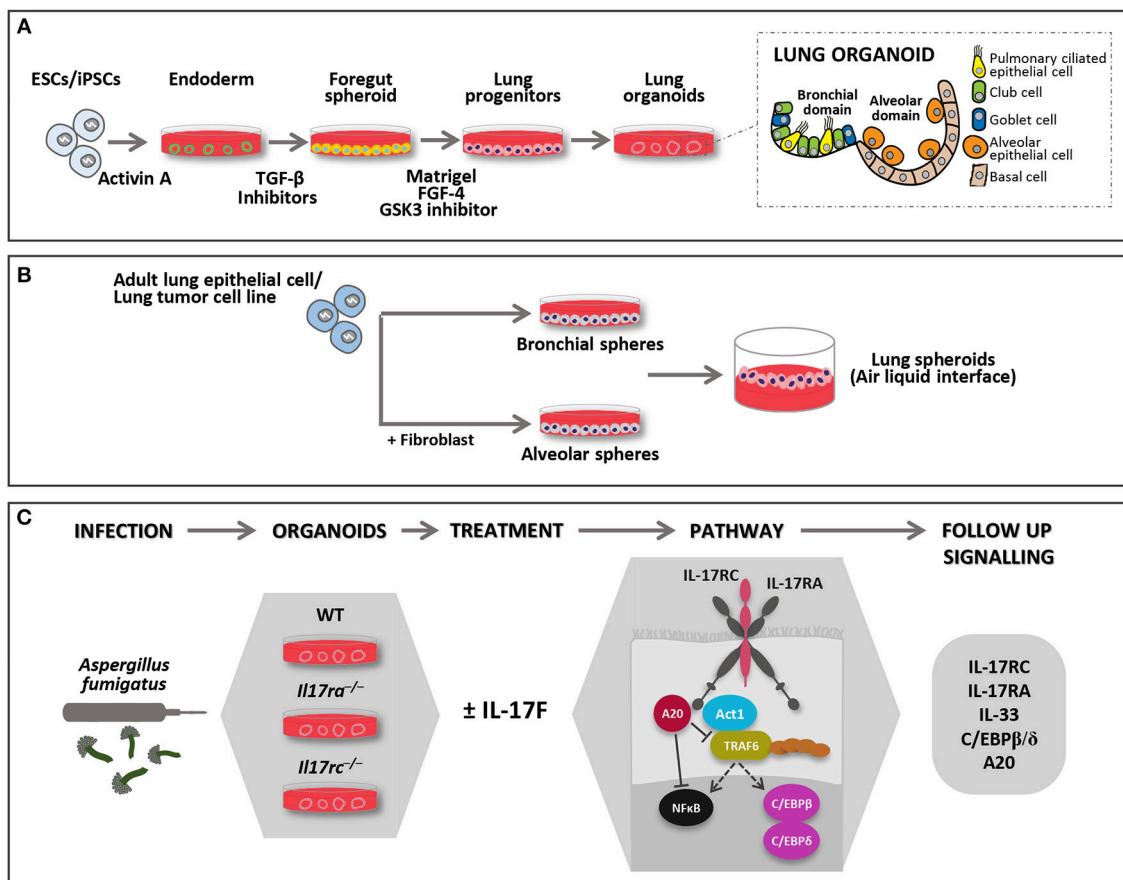 A
ESCs/iPSCs
Activin A
Endoderm
TGF-β
Inhibitors
Foregut
spheroid
Matrigel
FGF-4
GSK3 inhibitor
Lung
progenitors
Lung
organoids
LUNG ORGANOID
Bronchial
domain
Alveolar
domain
Pulmonary ciliated
epithelial cell
Club cell
Goblet cell
Alveolar
epithelial cell
Basal cell
B
Adult lung epithelial cell/
Lung tumor cell line
Bronchial spheres
+ Fibroblast
Alveolar spheres
Lung spheroids
(Air liquid interface)
C
INFECTION
ORGANOIDS
TREATMENT
PATHWAY
FOLLOW UP
SIGNALLING
Aspergillus
fumigatus
WT
Il17ra–/–
Il17rc–/–
± IL-17F
IL-17RC
IL-17RA
A20
Act1
TRAF6
NFκB
C/EBPβ
C/EBPδ
IL-17RC
IL-17RA
IL-33
C/EBPβ/δ
A20